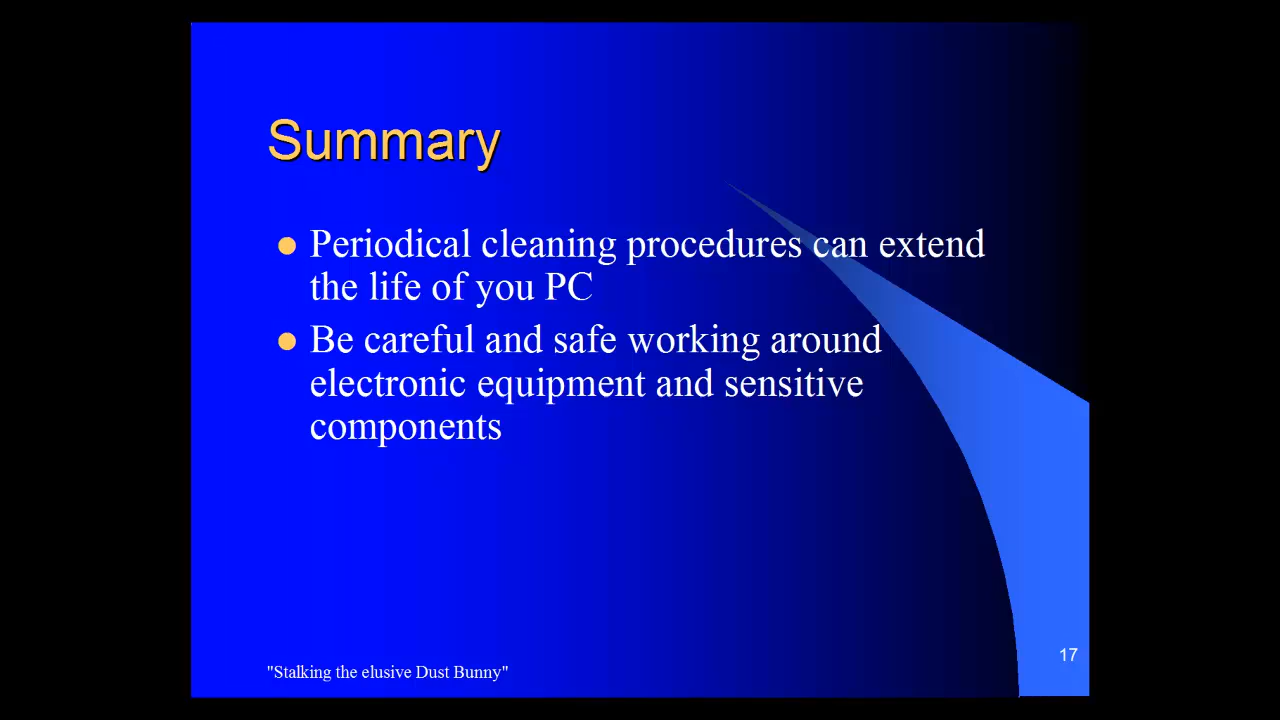 Summary
Periodical cleaning procedures can extend
the life of you PC
Be careful and safe working around
electronic equipment and sensitive
components
17
"Stalking the elusive Dust Bunny"